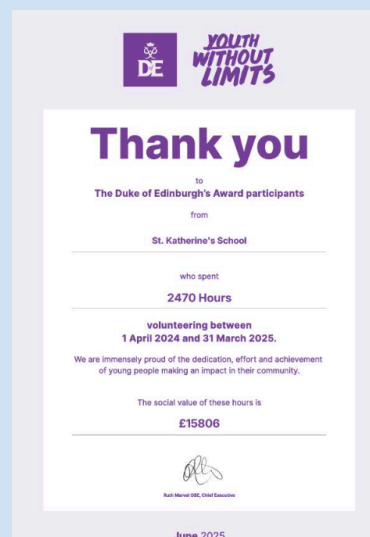 DE
YOUTH
WITHOUT
LIMITS
Thank you
to
The Duke of Edinburgh's Award participants
from
St. Katherine's School
who spent
2470 Hours
volunteering between
1 April 2024 and 31 March 2025.
We are immensely proud of the dedication, effort and achievement
of young people making an impact in their community.
The social value of these hours is
£15806
Ruth Marvel OBE, Chief Executive
June 2025